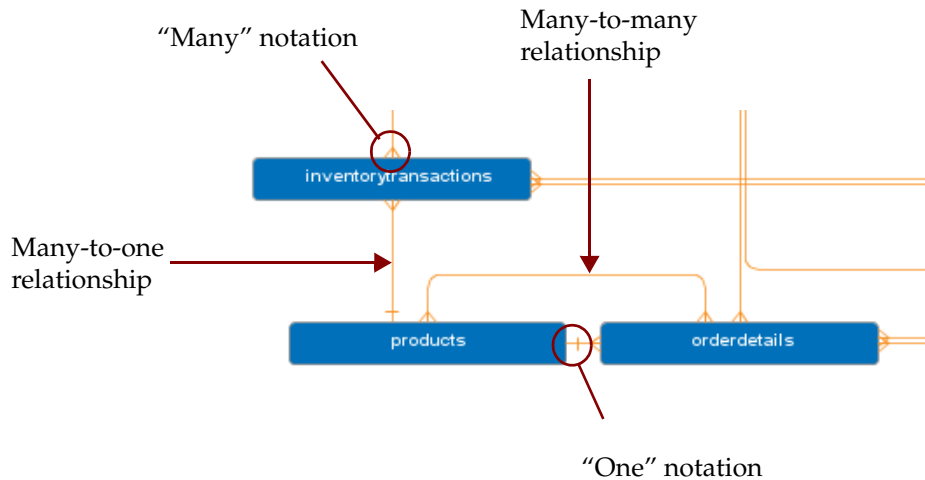 “Many” notation
Many-to-many
relationship
inventorytransactions
Many-to-one
relationship
products
orderdetails
“One” notation